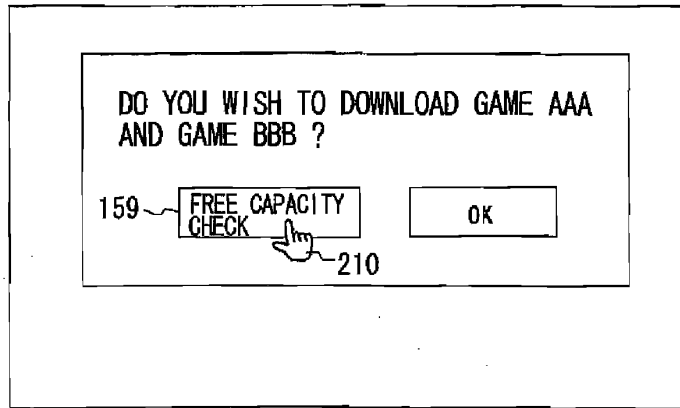 DO YOU WISH TO DOWNLOAD GAME AAA
AND GAME BBB ?
159
FREE CAPACITY
CHECK
OK
210